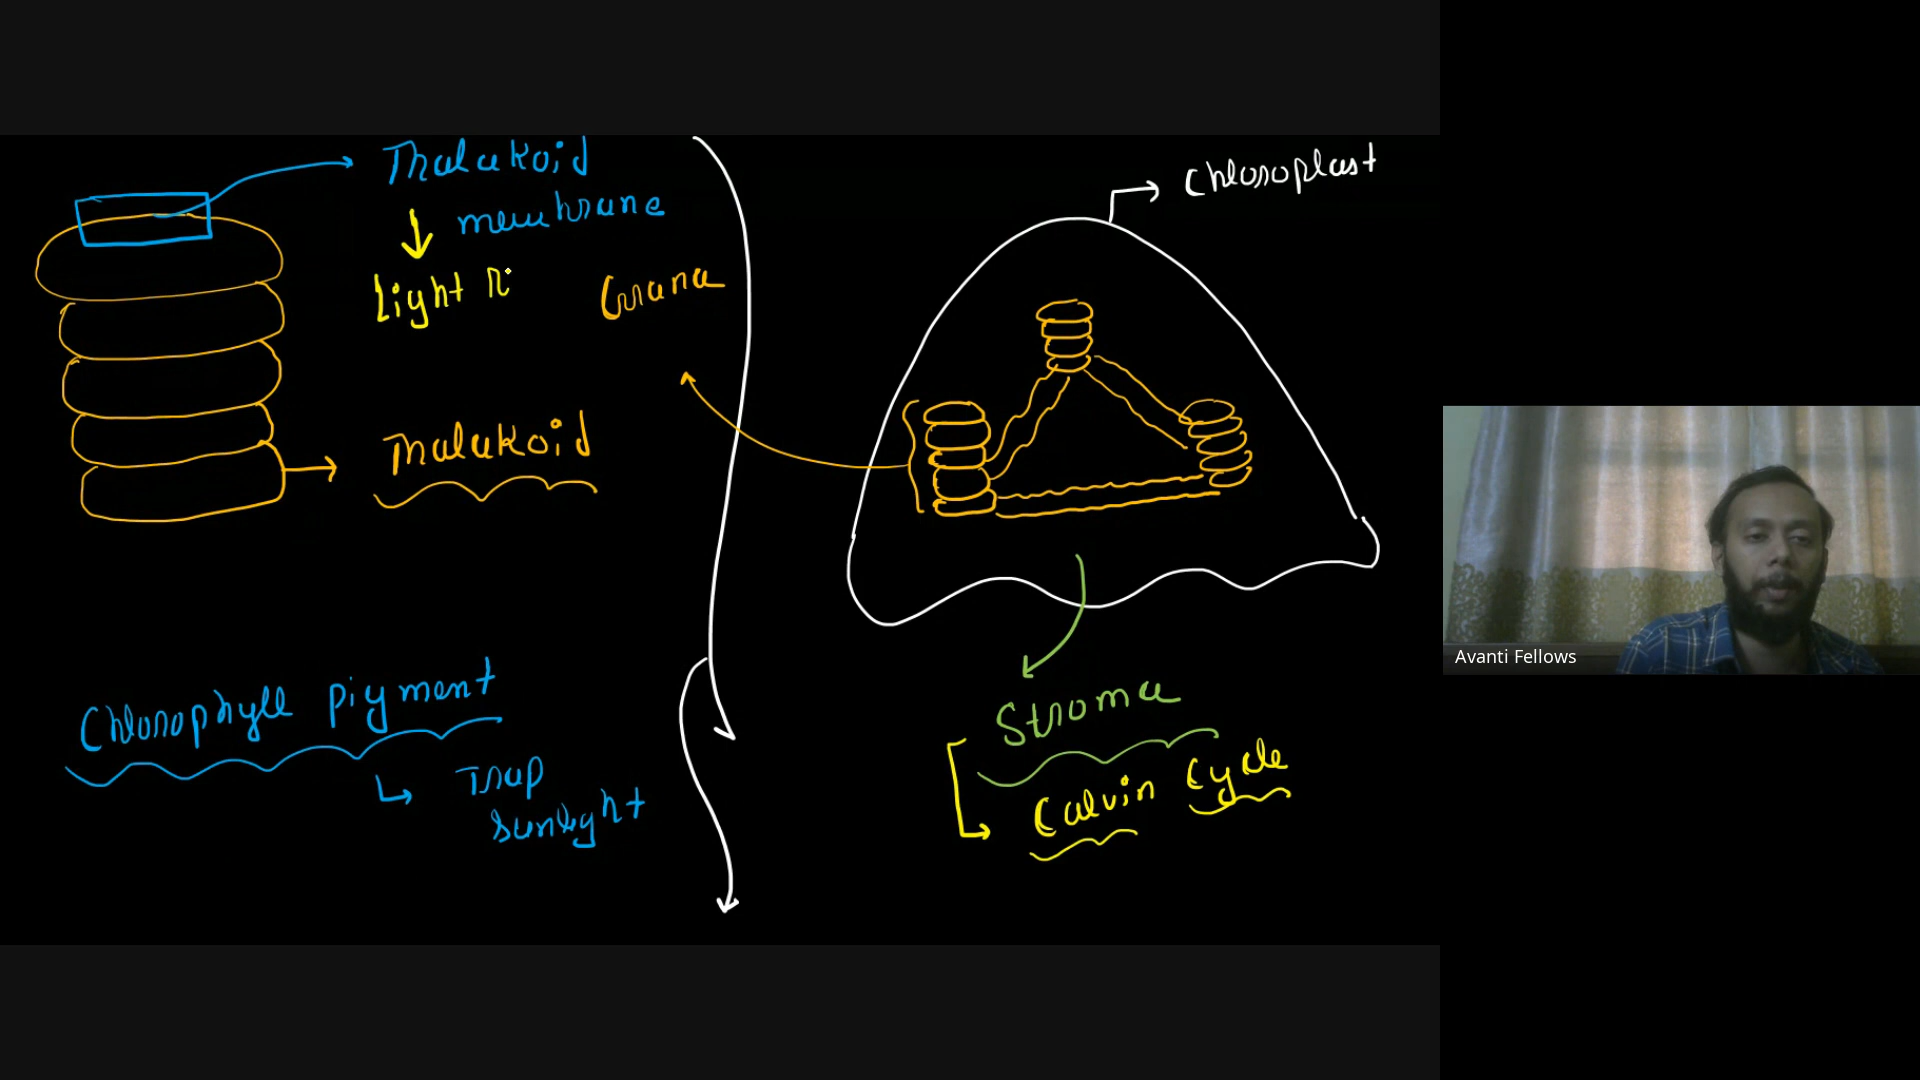 Thalakoid
membrane
Light R
Grana
Thalakoid
Chlorophyll pigment
Trap
sunlight
Chloroplast
Stroma
Calvin Cycle
Avanti Fellows